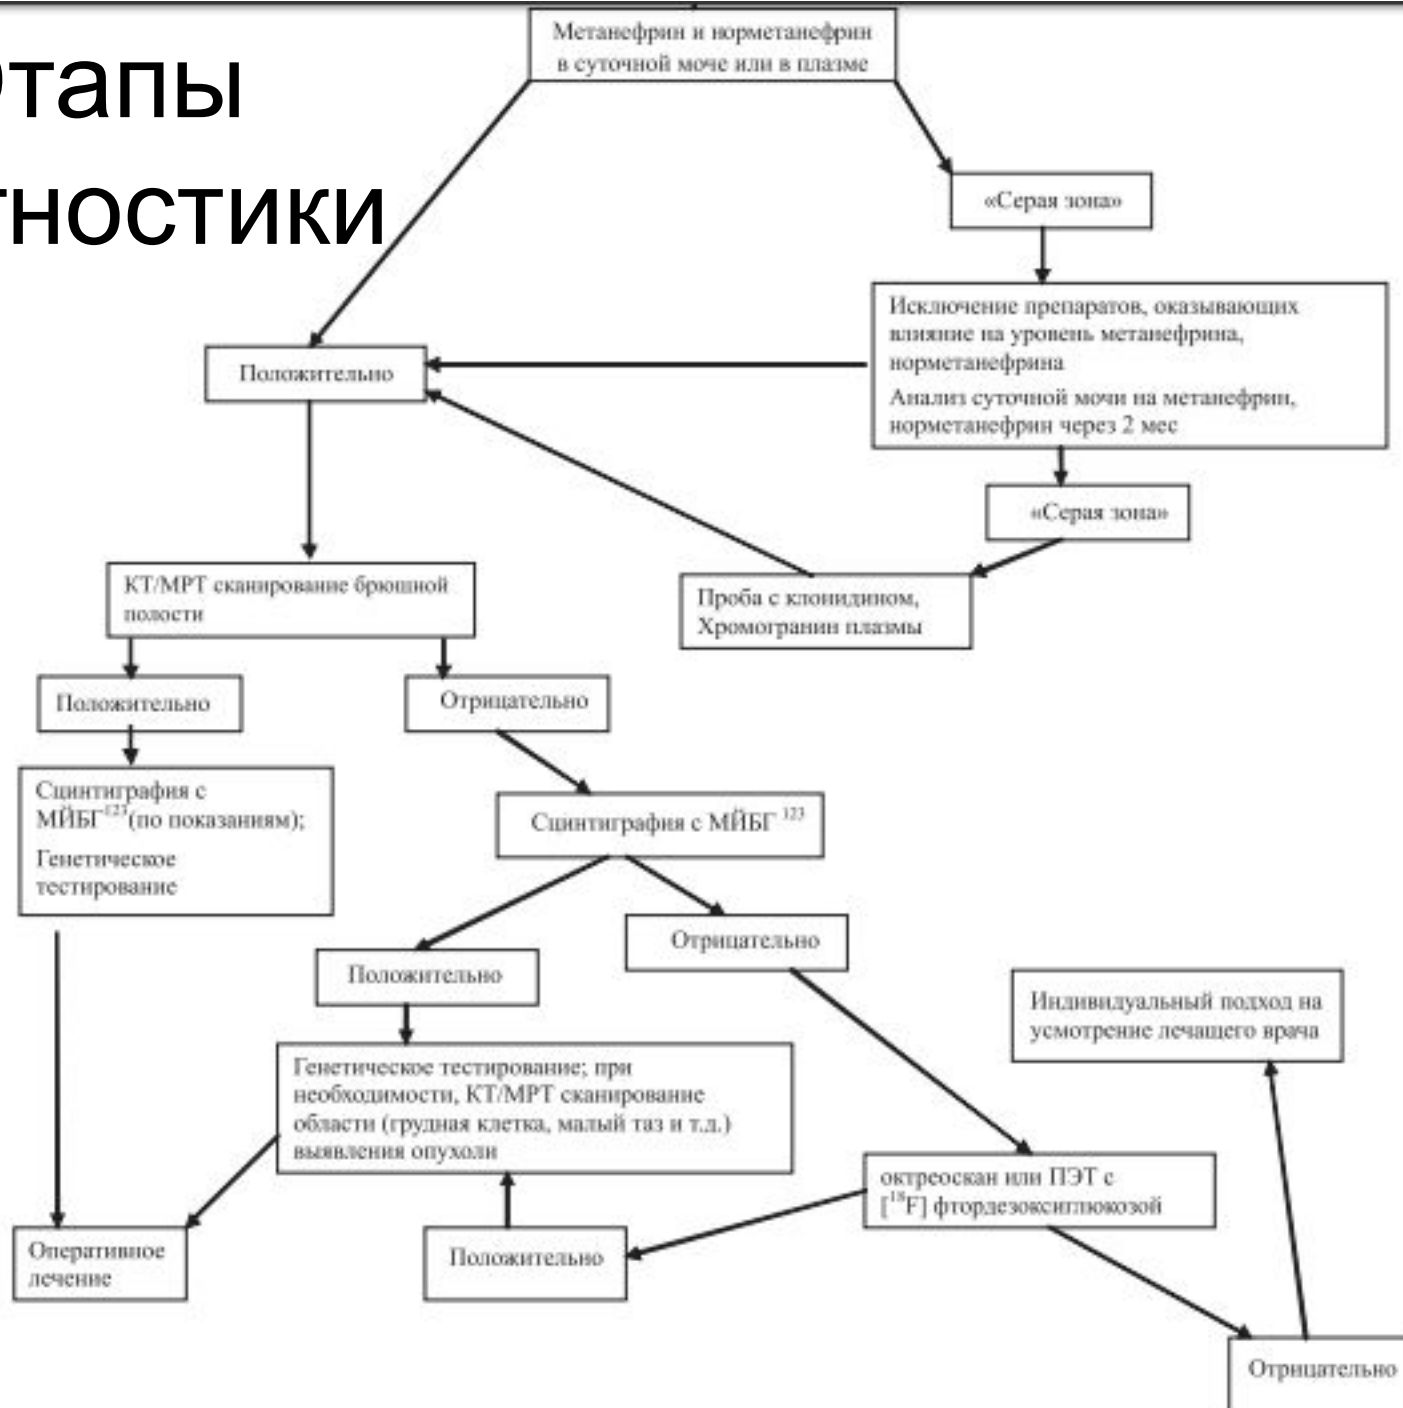 Этапы
гностики
Метанефрин и норметанефрин
в суточной моче или в плазме
«Серая зона»
Исключение препаратов, оказывающих
влияние на уровень метанефрина,
норметанефрина
Анализ суточной мочи на метанефрин,
норметанефрин через 2 мес
Положительно
«Серая зона»
Проба с клонидином,
Хромогранин плазмы
КТ/МРТ сканирование брюшной
полости
Положительно
Отрицательно
Сцинтиграфия с
МЙБГ¹²³(по показаниям);
Генетическое
тестирование
Сцинтиграфия с МЙБГ ¹²³
Отрицательно
Положительно
Индивидуальный подход на
усмотрение лечащего врача
Генетическое тестирование; при
необходимости, КТ/МРТ сканирование
области (грудная клетка, малый таз и т.д.)
выявления опухоли
октреоскан или ПЭТ с
[¹⁸F] фтордезоксиглюкозой
Оперативное
лечение
Положительно
Отрицательно